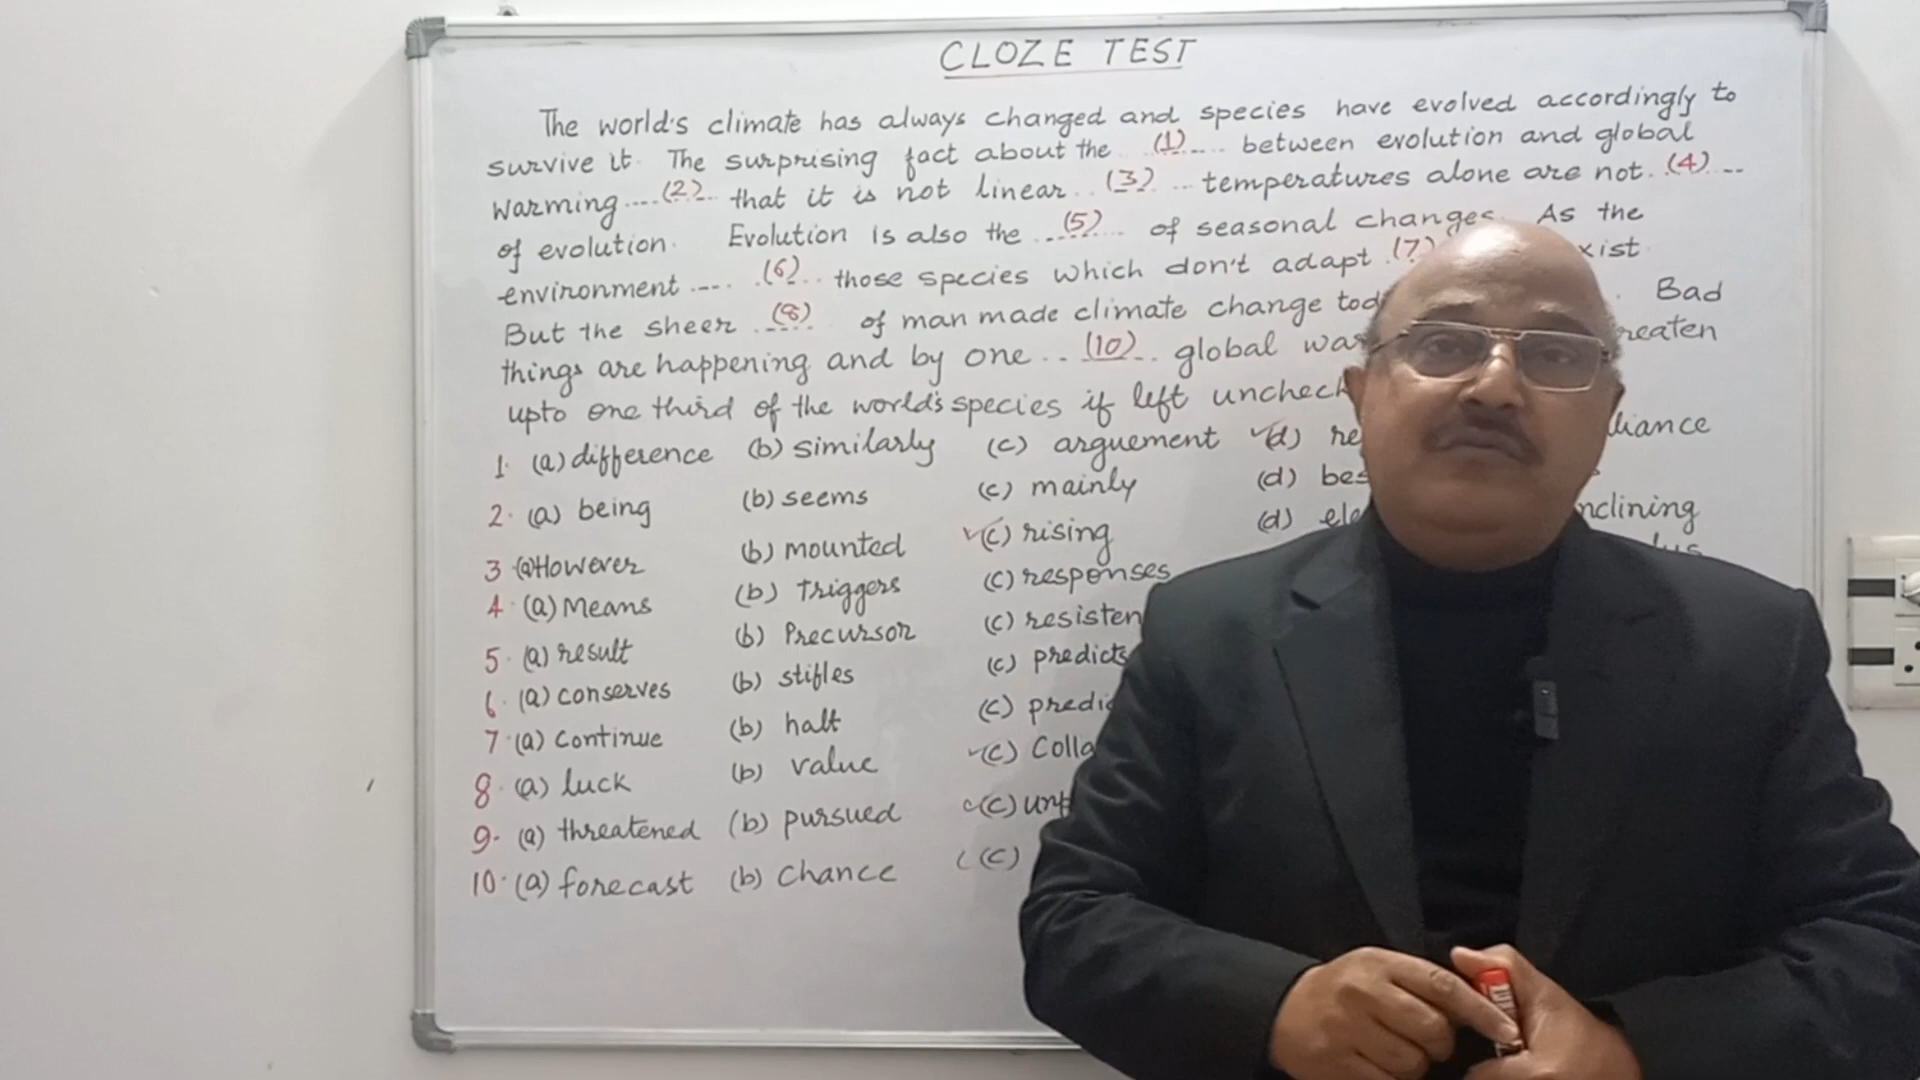 CLOZE TEST
The world's climate has always changed and species have evolved accordingly to
survive it. The surprising fact about the (1) between evolution and global
warming (2) that it is not linear. (3) temperatures alone are not (4)
of evolution. Evolution is also the (5) of seasonal changes. As the
environment (6) those species which don't adapt (7)
But the sheer (8) of man made climate change Bad
things are happening and by one (10) global
upto one third of the world's species if left
1. (a) difference (b) similarly (c) arguement (d)
2. (a) being (b) seems (c) mainly (d)
3 (a) However (b) mounted (c) rising (d)
4. (a) Means (b) triggers (c) responses
5. (a) result (b) Precursor (c)
6. (a) conserves (b) stifles (c) predicts
7. (a) Continue (b) halt (c)
8. (a) luck (b) value (c)
9. (a) threatened (b) pursued (c)
10. (a) forecast (b) Chance (c)